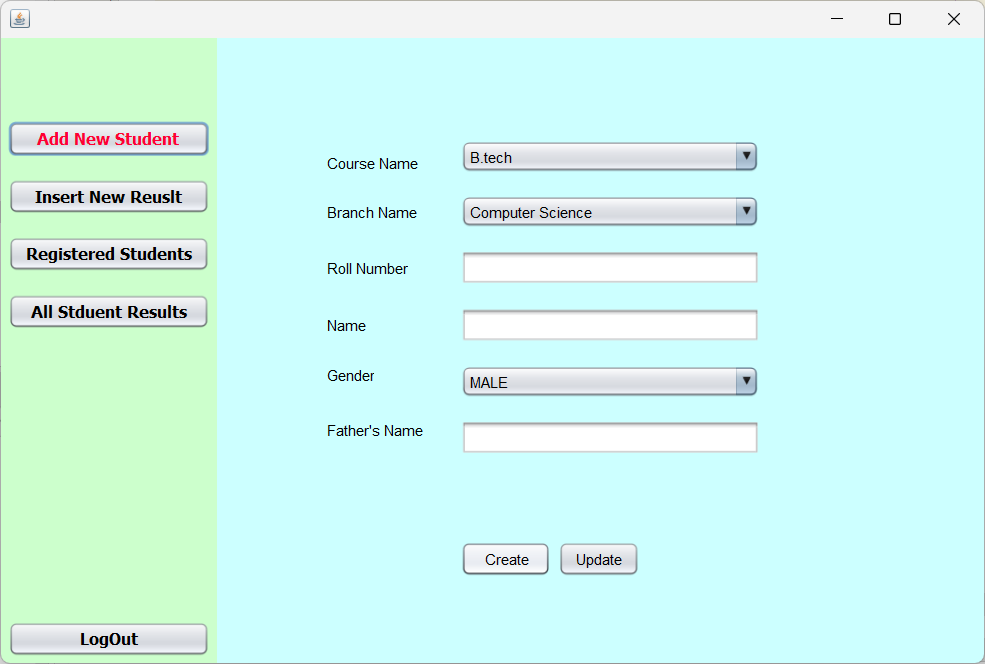 Add New Student
Insert New Reuslt
Registered Students
All Stduent Results
LogOut
Course Name
B.tech
Branch Name
Computer Science
Roll Number
Name
Gender
MALE
Father's Name
Create
Update